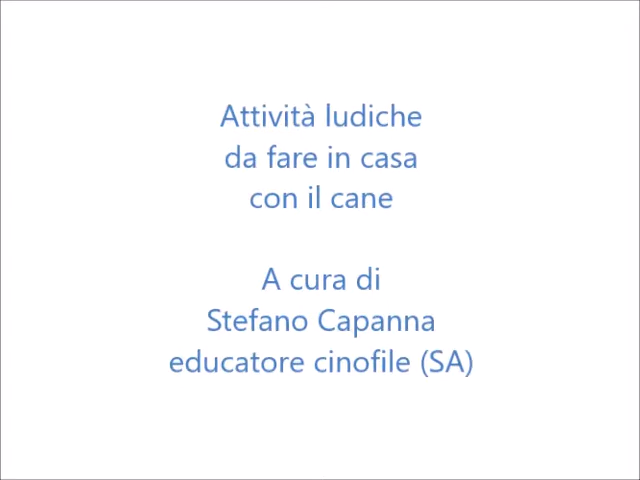 Attività ludiche
da fare in casa
con il cane
A cura di
Stefano Capanna
educatore cinofile (SA)